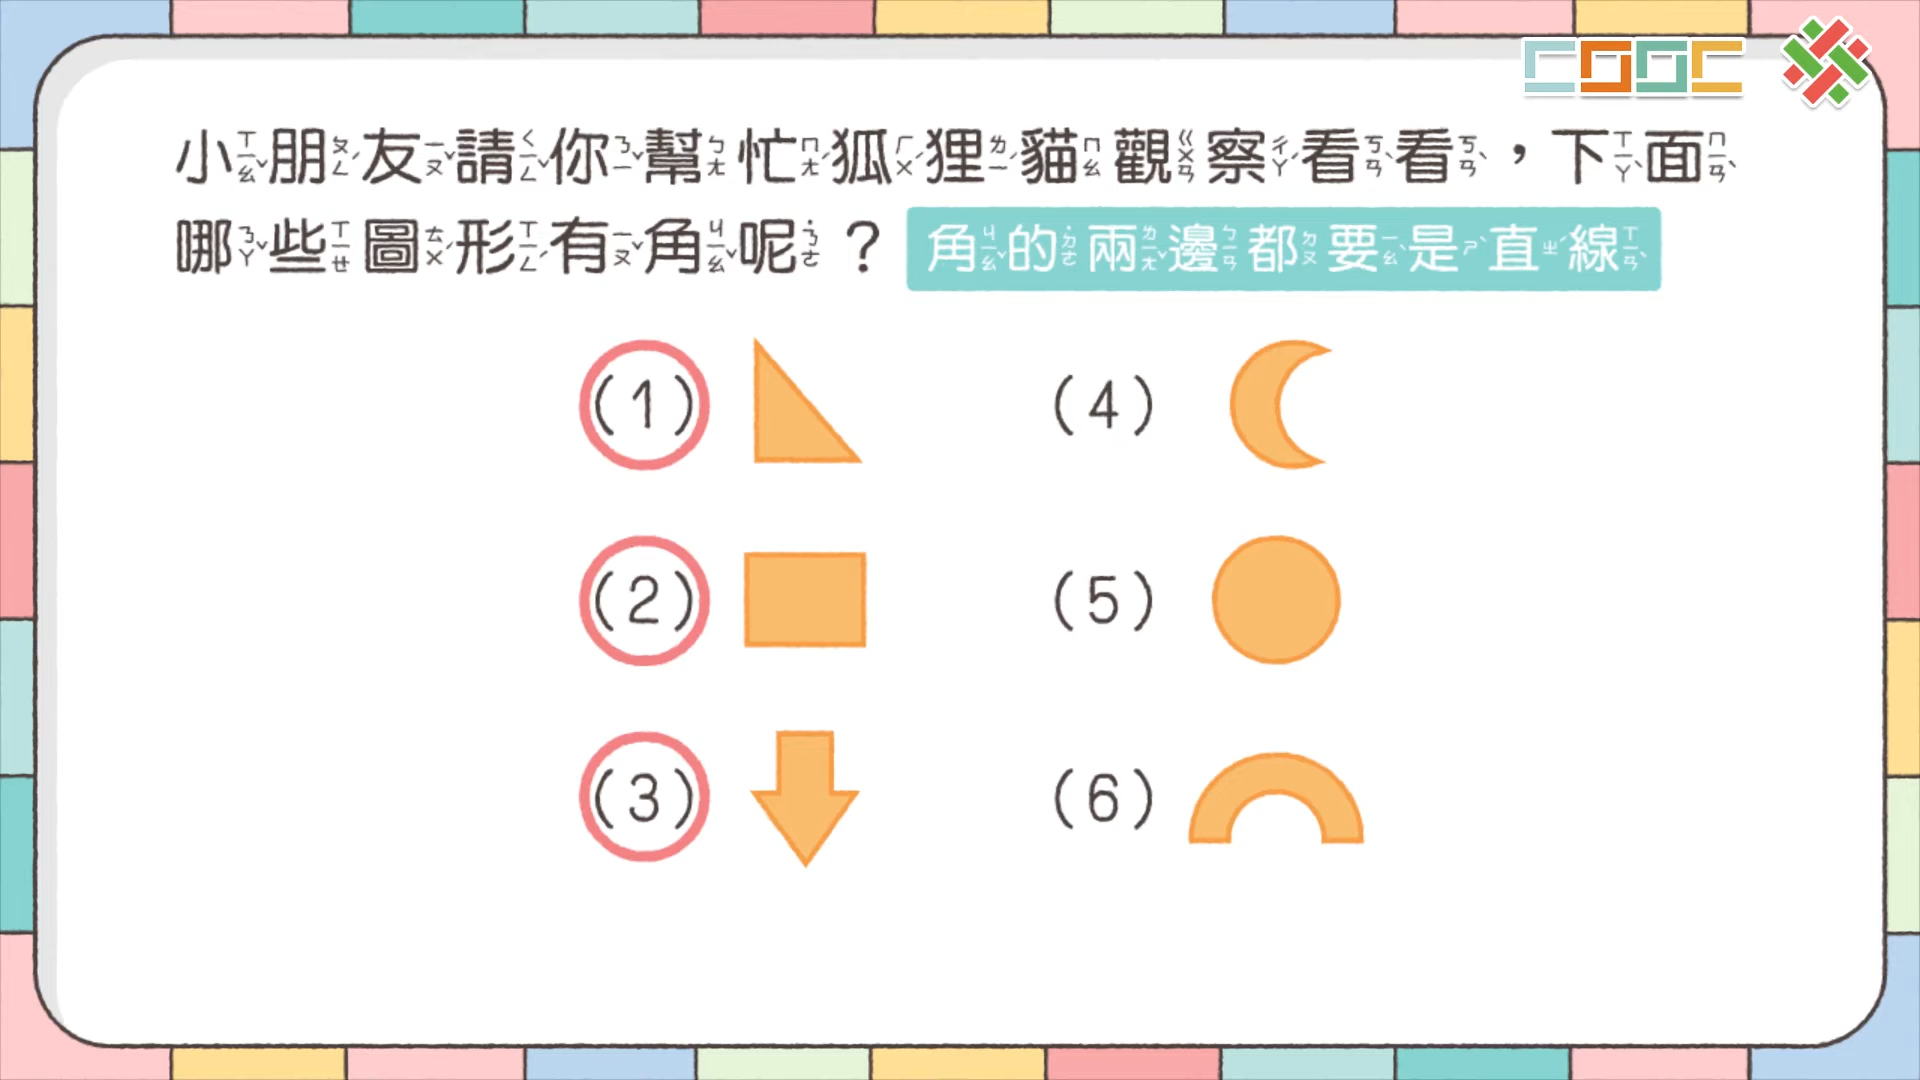 COOC
小朋友請你幫忙狐狸貓觀察看看，下面
哪些圖形有角呢？ 角的兩邊都要是直線
(1) (4)
(2) (5)
(3) (6)